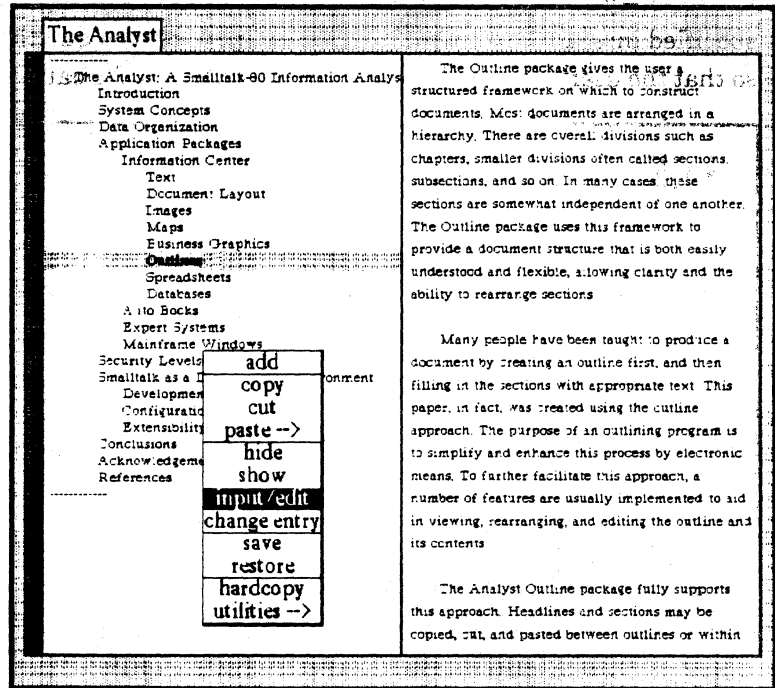 The Analyst
The Analyst: A Smalltalk-80 Information Analys
Introduction
System Concepts
Data Organization
Application Packages
Information Center
Text
Document Layout
Images
Maps
Business Graphics
Outlines
Spreadsheets
Databases
Auto Books
Expert Systems
Mainframe Windows
Security Levels
Smalltalk as a D onment
Developmen
Configuratio
Extensibility
Conclusions
Acknowledgeme
References
add
copy
cut
paste -->
hide
show
input/edit
change entry
save
restore
hardcopy
utilities -->
The Outline package gives the user a
structured framework on which to construct
documents. Most documents are arranged in a
hierarchy. There are overall divisions such as
chapters, smaller divisions often called sections,
subsections, and so on. In many cases, these
sections are somewhat independent of one another.
The Outline package uses this framework to
provide a document structure that is both easily
understood and flexible, allowing clarity and the
ability to rearrange sections
Many people have been taught to produce a
document by creating an outline first, and then
filling in the sections with appropriate text. This
paper, in fact, was created using the outline
approach. The purpose of an outlining program is
to simplify and enhance this process by electronic
means. To further facilitate this approach, a
number of features are usually implemented to aid
in viewing, rearranging, and editing the outline and
its contents
The Analyst Outline package fully supports
this approach. Headlines and sections may be
copied, cut, and pasted between outlines or within